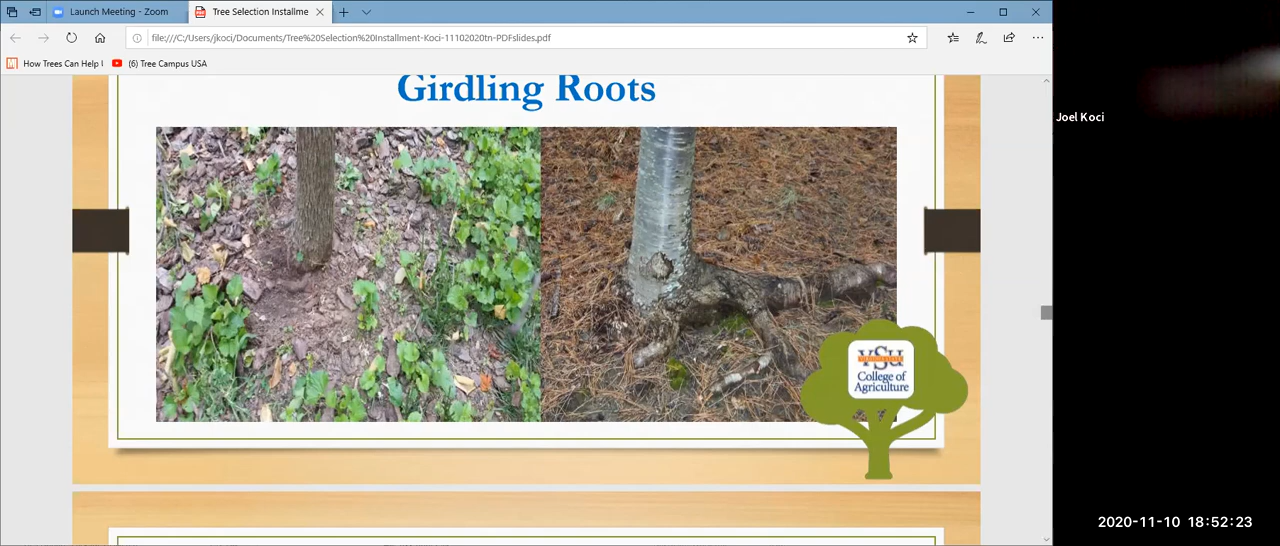 Launch Meeting - Zoom
Tree Selection Installme
file:///C:/Users/jkoci/Documents/Tree%20Selection%20Installment-Koci-11102020tn-PDFslides.pdf
How Trees Can Help U
(6) Tree Campus USA
Girdling Roots
Joel Koci
VSU
College of
Agriculture
2020-11-10 18:52:23